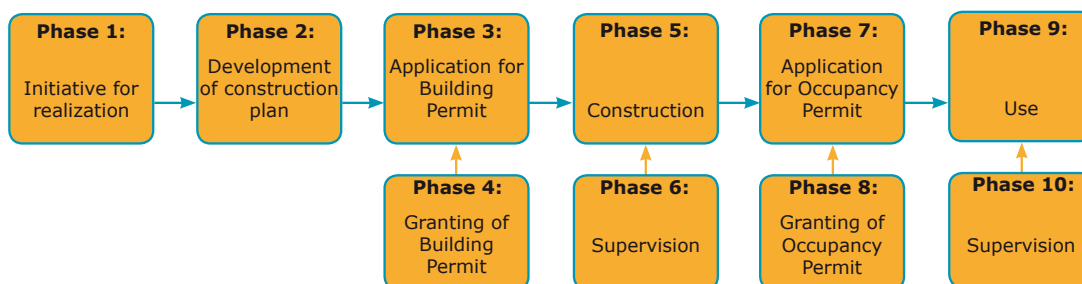 Phase 1:
Initiative for
realization
Phase 2:
Development
of construction
plan
Phase 3:
Application for
Building
Permit
Phase 5:
Construction
Phase 7:
Application
for Occupancy
Permit
Phase 9:
Use
Phase 4:
Granting of
Building
Permit
Phase 6:
Supervision
Phase 8:
Granting of
Occupancy
Permit
Phase 10:
Supervision